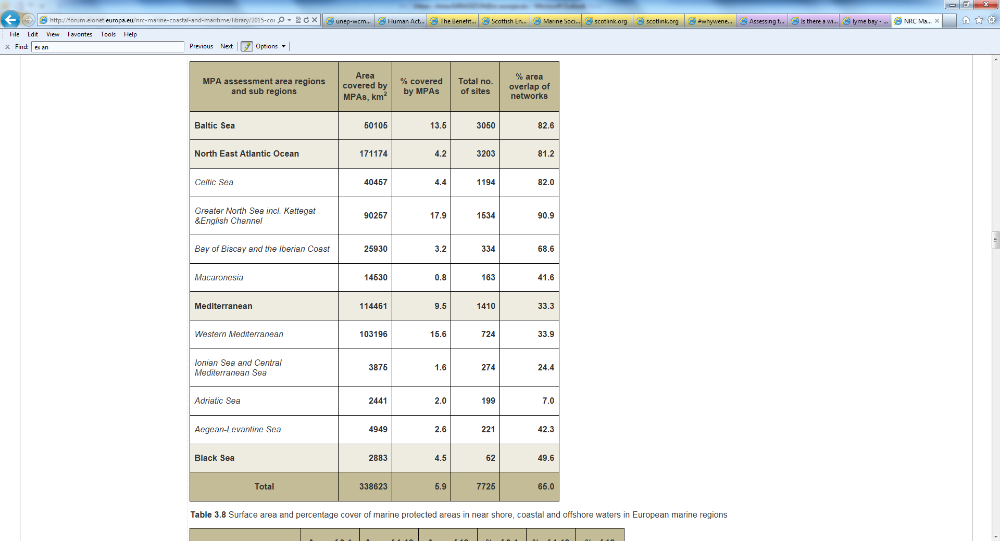 http://forum.eionet.europa.eu/nrc-marine-coastal-and-maritime/library/2015-cor
unep-wcm... Human Act... The Benefit... Scottish En... Marine Soci... scotlink.org scotlink.org #whywene... Assessing t... Is there a wi... lyme bay - ... NRC Ma...
File Edit View Favorites Tools Help
Find: ex an Previous Next Options
MPA assessment area regions
and sub regions
Area
covered by
MPAs, km2
% covered
by MPAs
Total no.
of sites
% area
overlap of
networks
Baltic Sea 50105 13.5 3050 82.6
North East Atlantic Ocean 171174 4.2 3203 81.2
Celtic Sea 40457 4.4 1194 82.0
Greater North Sea incl. Kattegat
&English Channel 90257 17.9 1534 90.9
Bay of Biscay and the Iberian Coast 25930 3.2 334 68.6
Macaronesia 14530 0.8 163 41.6
Mediterranean 114461 9.5 1410 33.3
Western Mediterranean 103196 15.6 724 33.9
Ionian Sea and Central
Mediterranean Sea 3875 1.6 274 24.4
Adriatic Sea 2441 2.0 199 7.0
Aegean-Levantine Sea 4949 2.6 221 42.3
Black Sea 2883 4.5 62 49.6
Total 338623 5.9 7725 65.0
Table 3.8 Surface area and percentage cover of marine protected areas in near shore, coastal and offshore waters in European marine regions